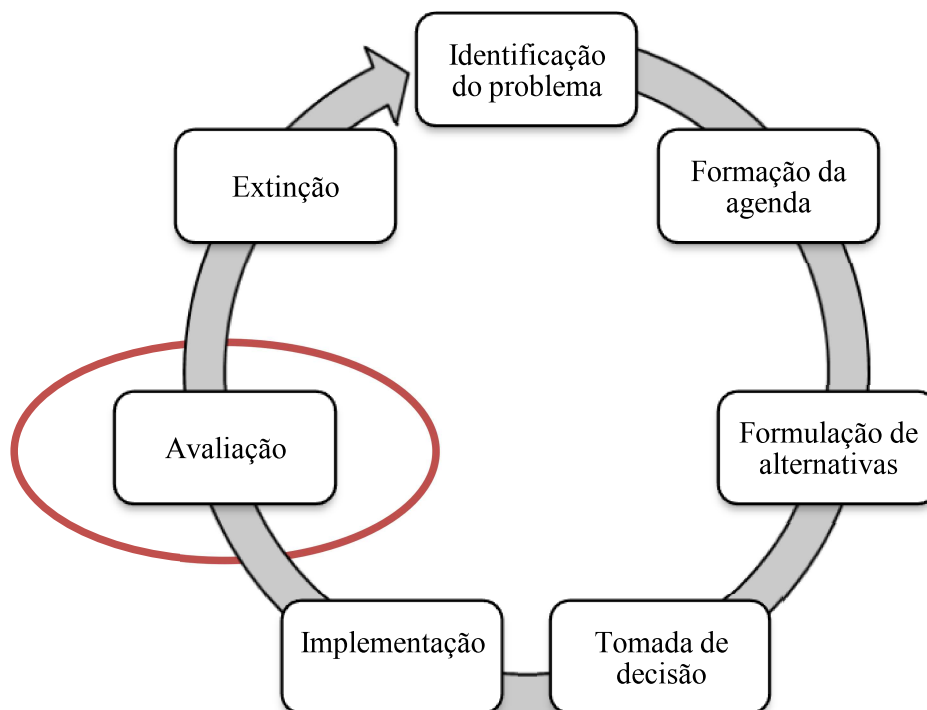 Identificação
do problema
Formação da
agenda
Formulação de
alternativas
Tomada de
decisão
Implementação
Avaliação
Extinção